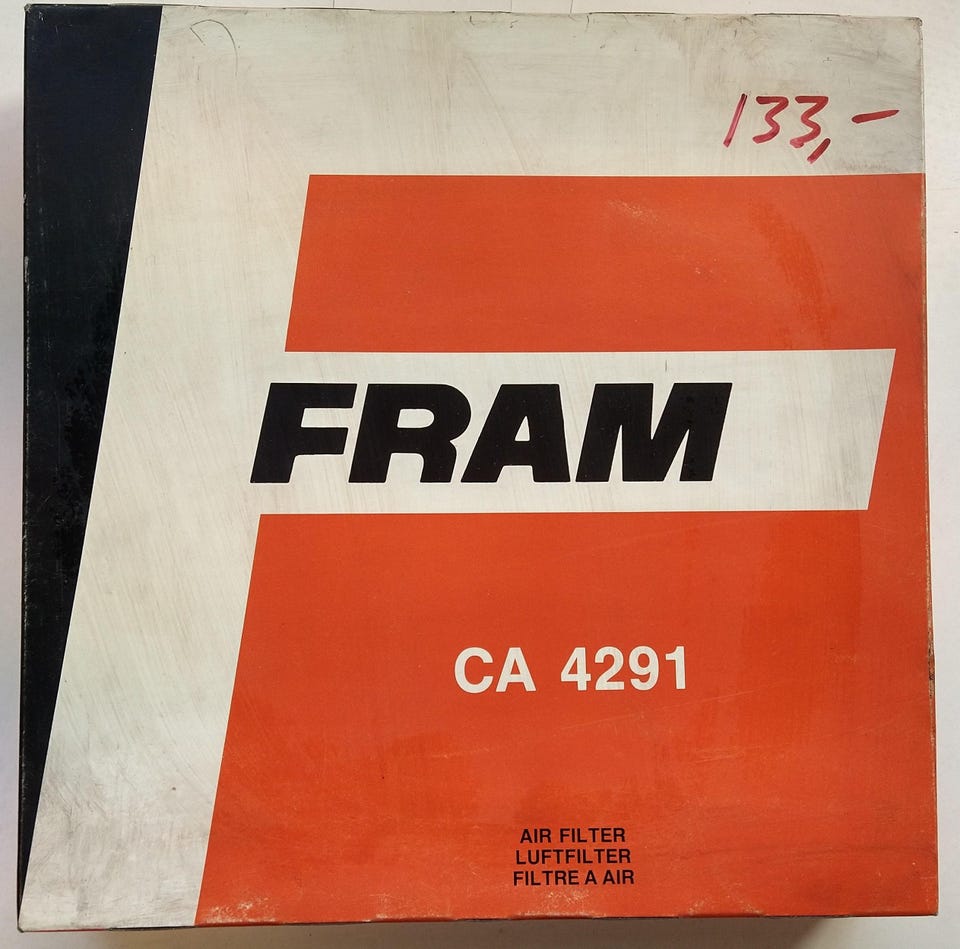 133,-
FRAM
CA 4291
AIR FILTER
LUFTFILTER
FILTRE A AIR